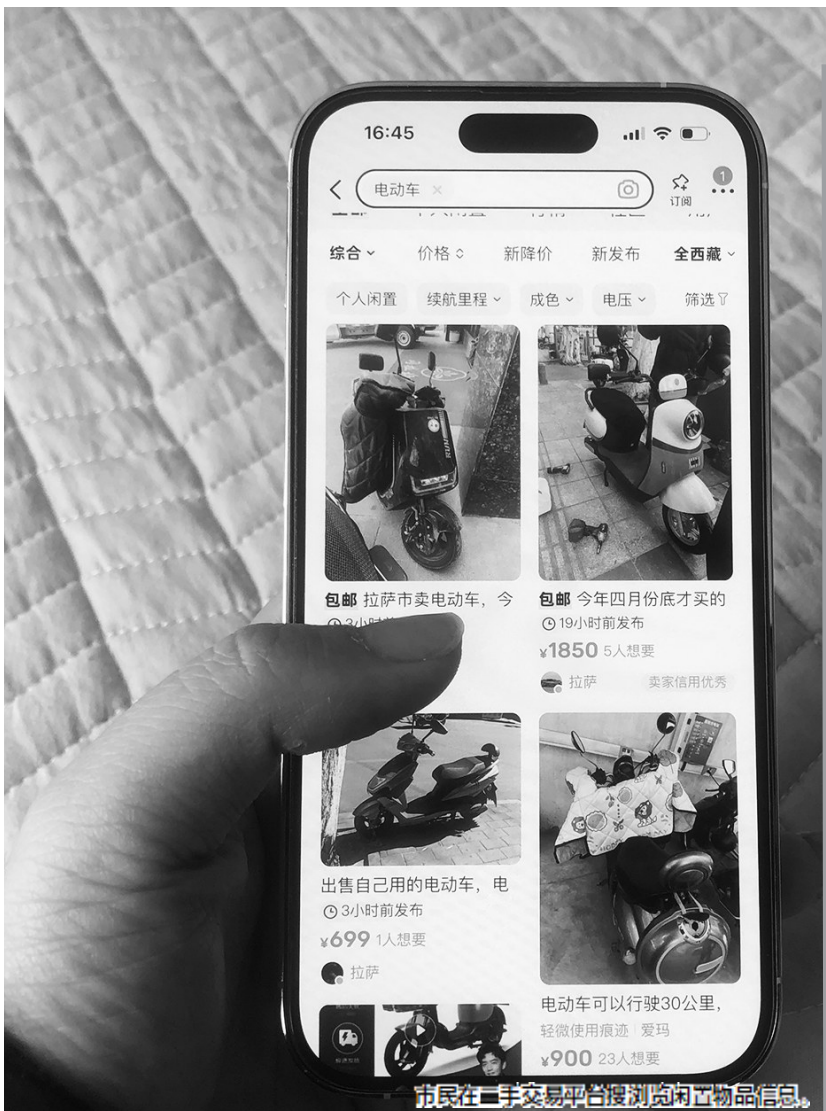 16:45
电动车 ×
订阅
1
综合 价格 新降价 新发布 全西藏
个人闲置 续航里程 成色 电压 筛选
包邮 拉萨市卖电动车，今
3小时
包邮 今年四月份底才买的
19小时前发布
¥1850 5人想要
拉萨 卖家信用优秀
出售自己用的电动车，电
3小时前发布
¥699 1人想要
拉萨
电动车可以行驶30公里，
轻微使用痕迹 爱玛
¥900 23人想要
市民在二手交易平台搜浏览闲置物品信息。